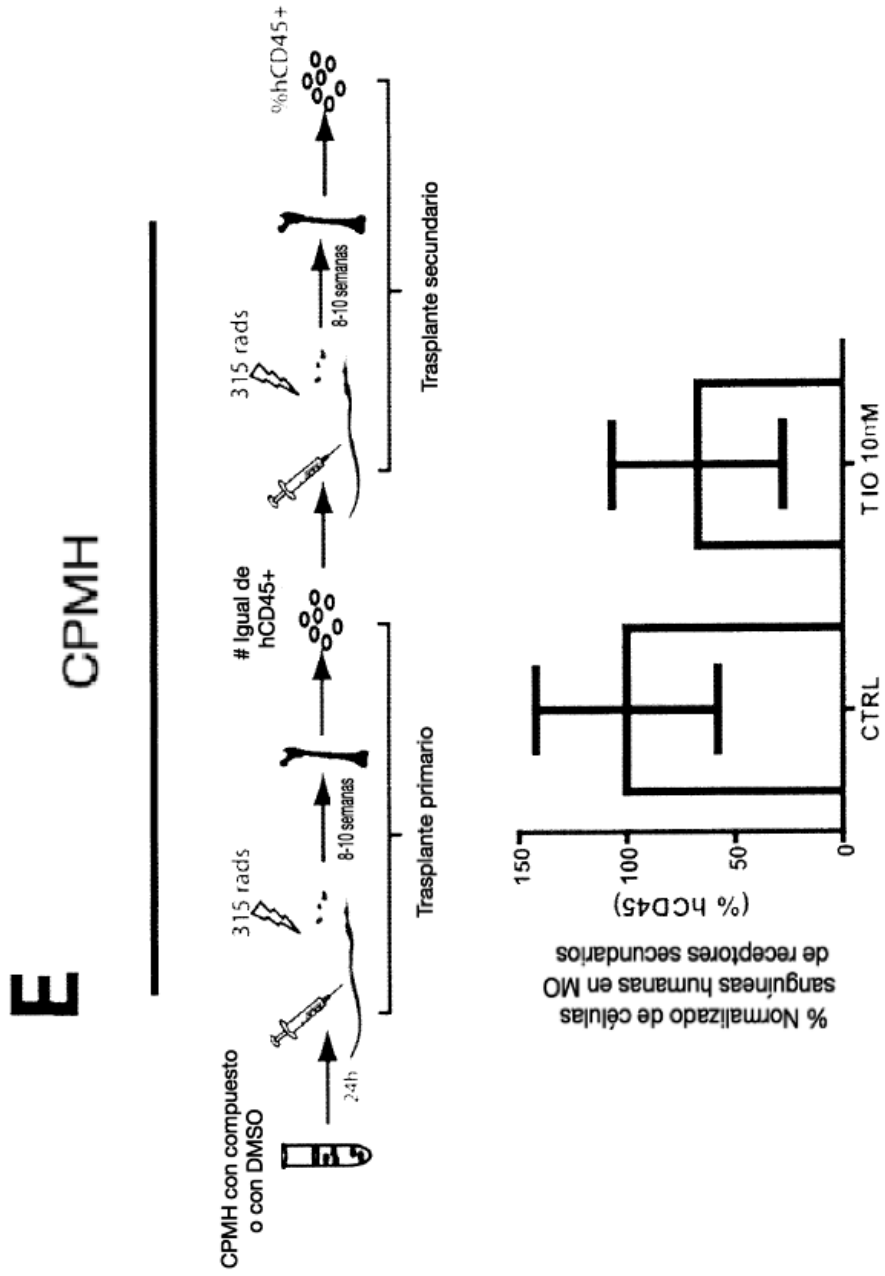 E
CPMH
CPMH con compuesto
o con DMSO
24h
315 rads
8-10 semanas
# Igual de
hCD45+
315 rads
8-10 semanas
%hCD45+
Trasplante primario
Trasplante secundario
% Normalizado de células
sanguíneas humanas en MO
de receptores secundarios
(% hCD45)
150
100
50
0
CTRL
TIO 10mM